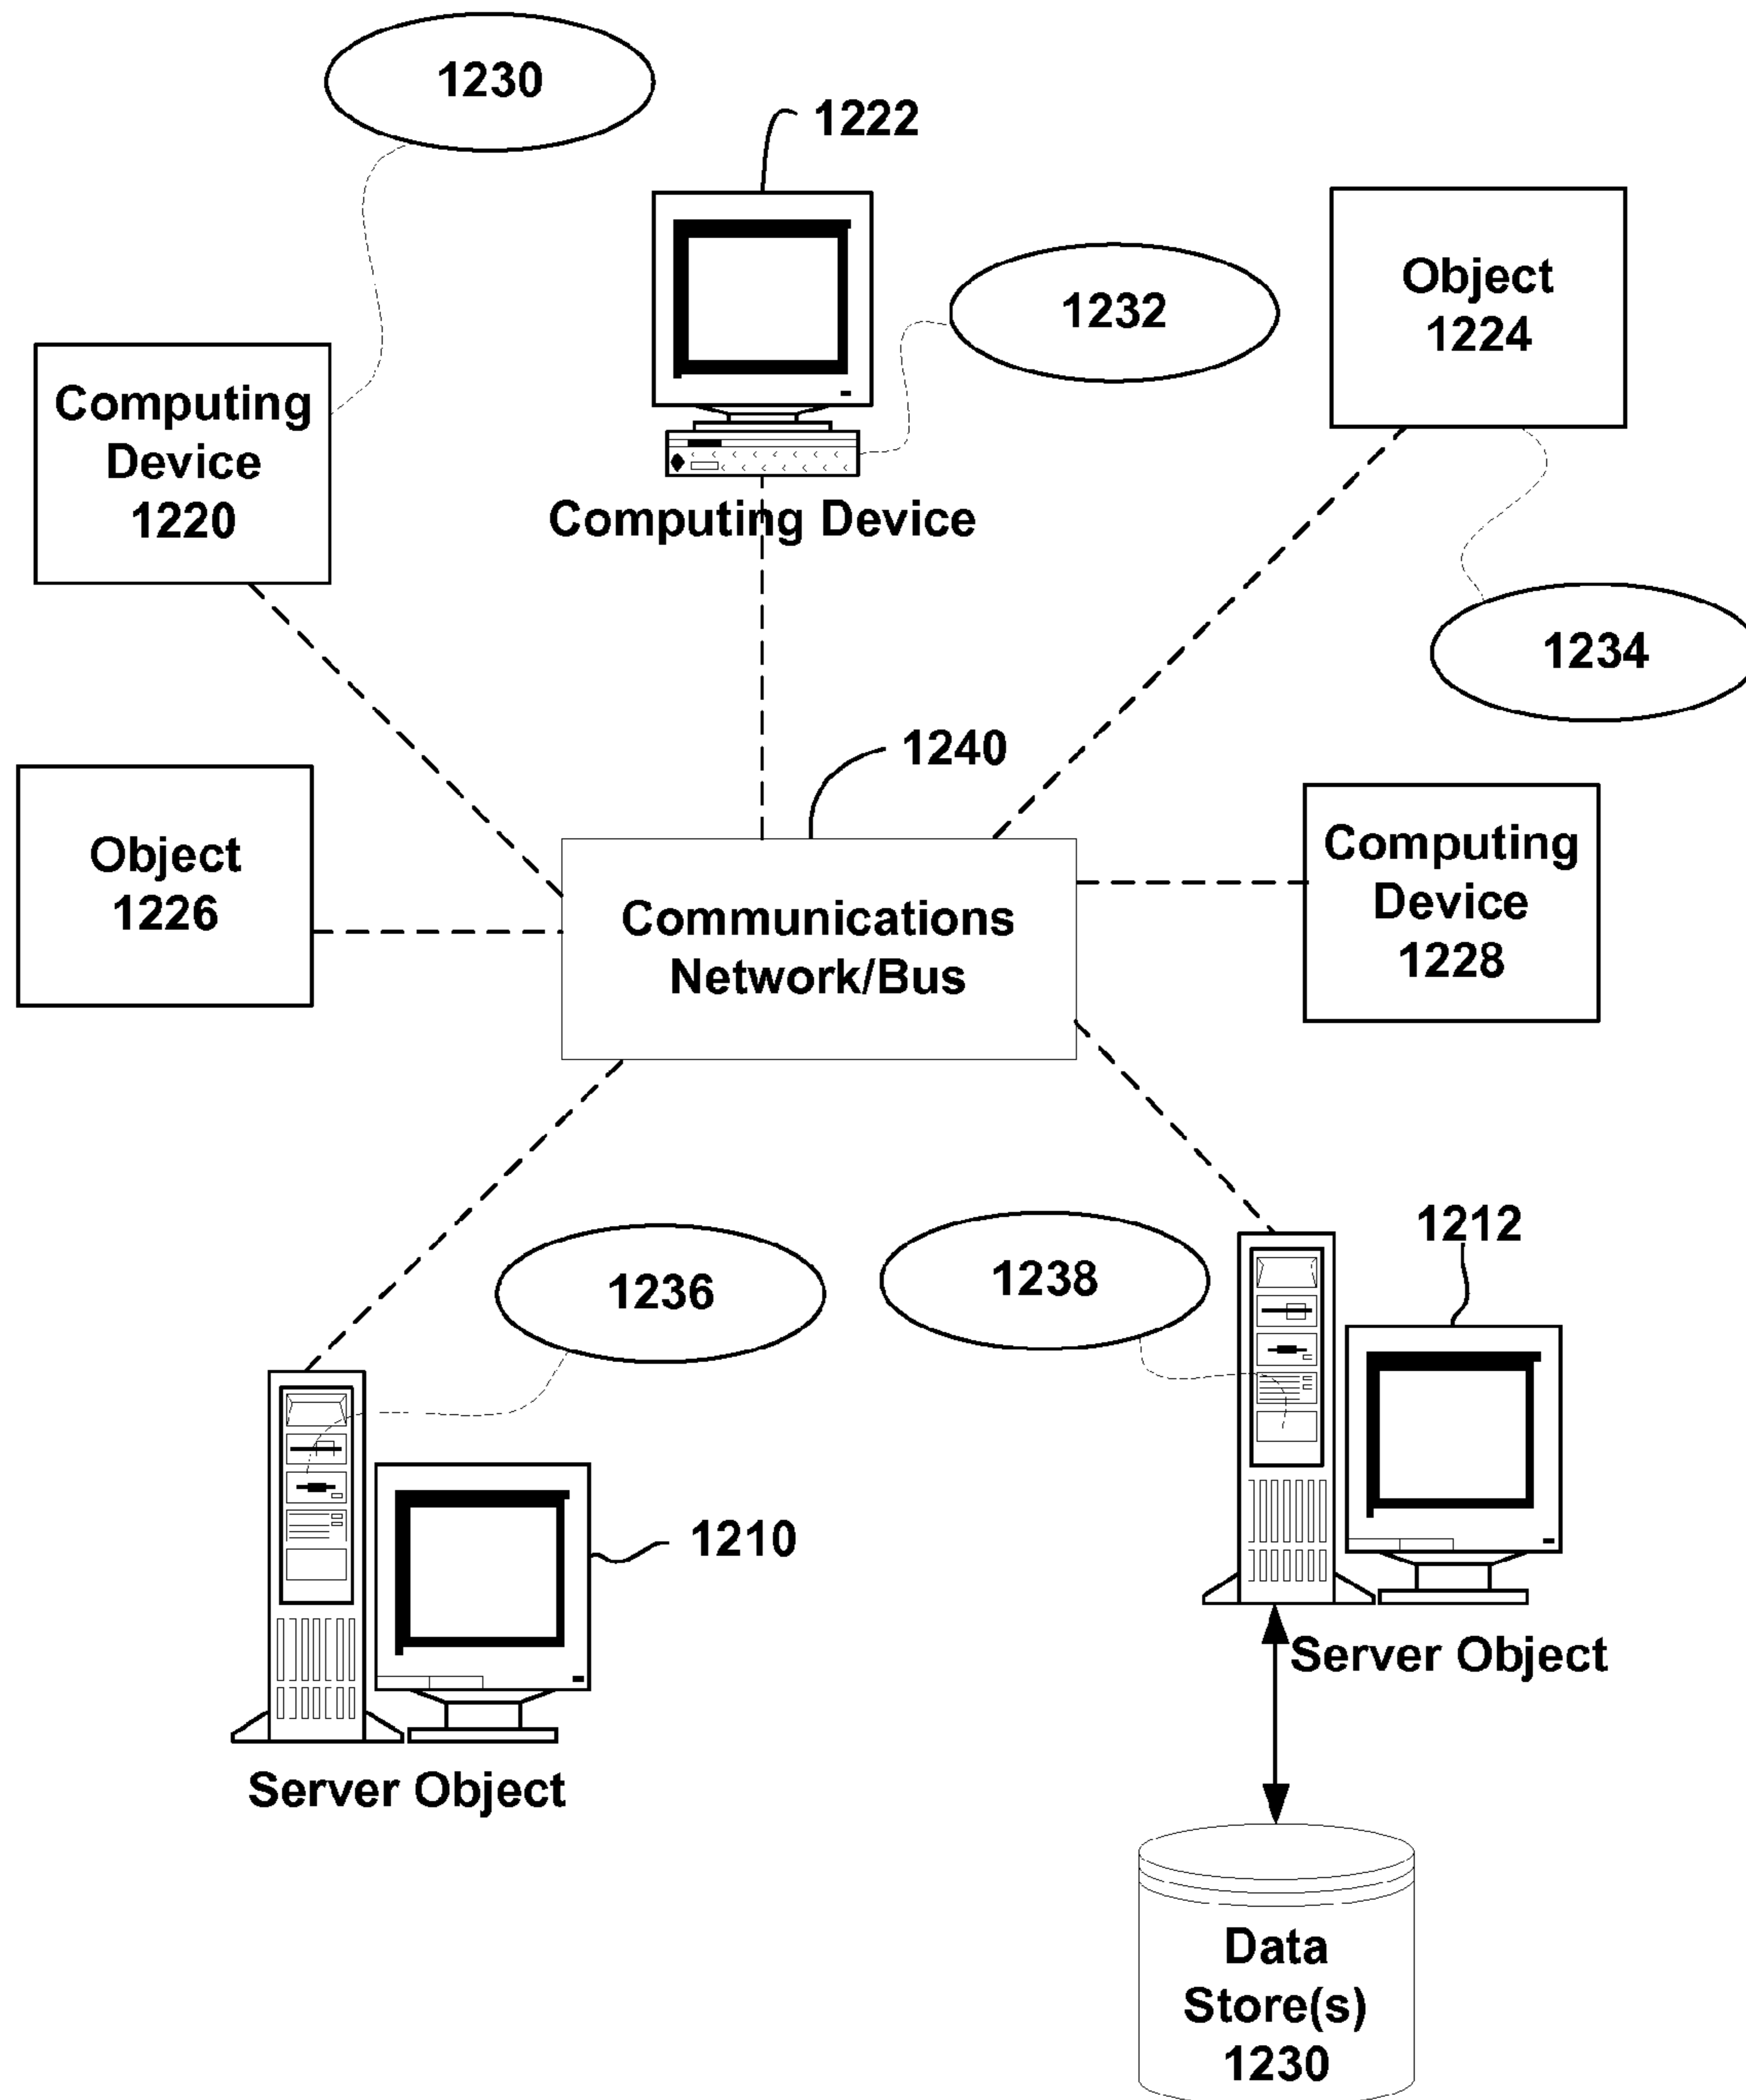 1230
1222
1232
Object
1224
Computing
Device
1220
Computing Device
1234
1240
Object
1226
Communications
Network/Bus
Computing
Device
1228
1236
1238
1212
1210
Server Object
Server Object
Data
Store(s)
1230